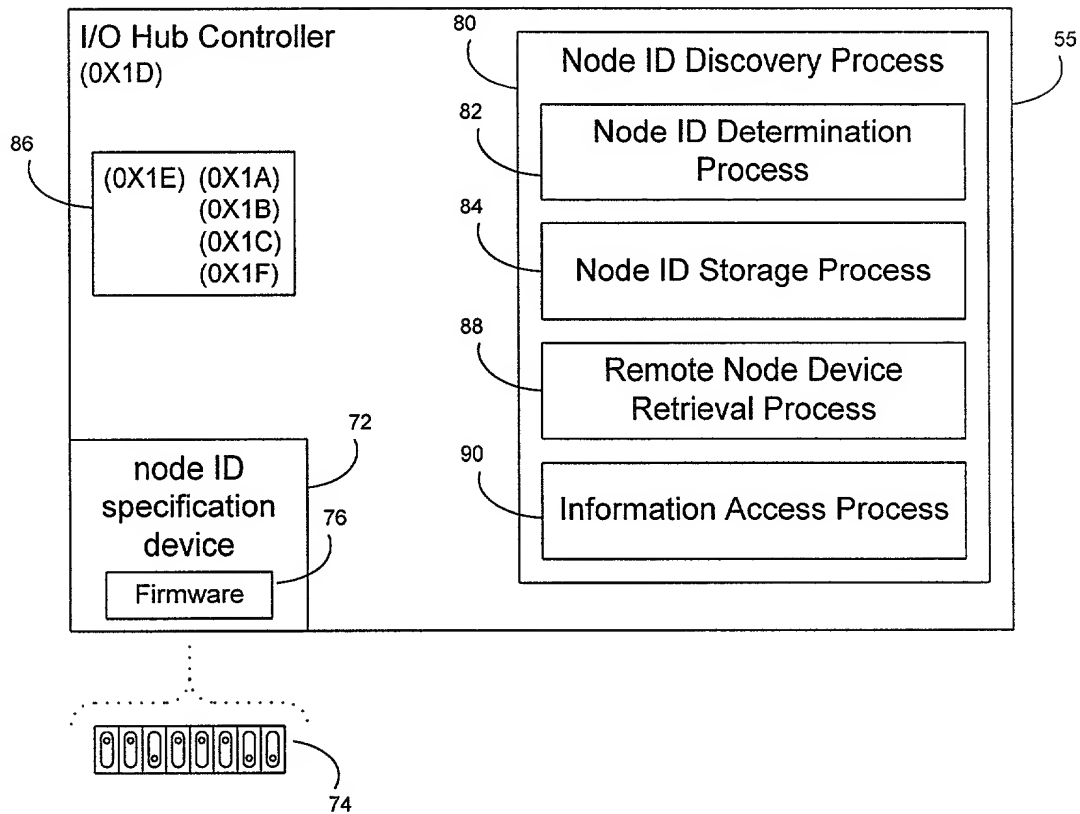 I/O Hub Controller
(0X1D)
80
55
Node ID Discovery Process
82
Node ID Determination
Process
86
(0X1E) (0X1A)
(0X1B)
(0X1C)
(0X1F)
84
Node ID Storage Process
88
Remote Node Device
Retrieval Process
72
node ID
specification
device
76
Firmware
90
Information Access Process
74